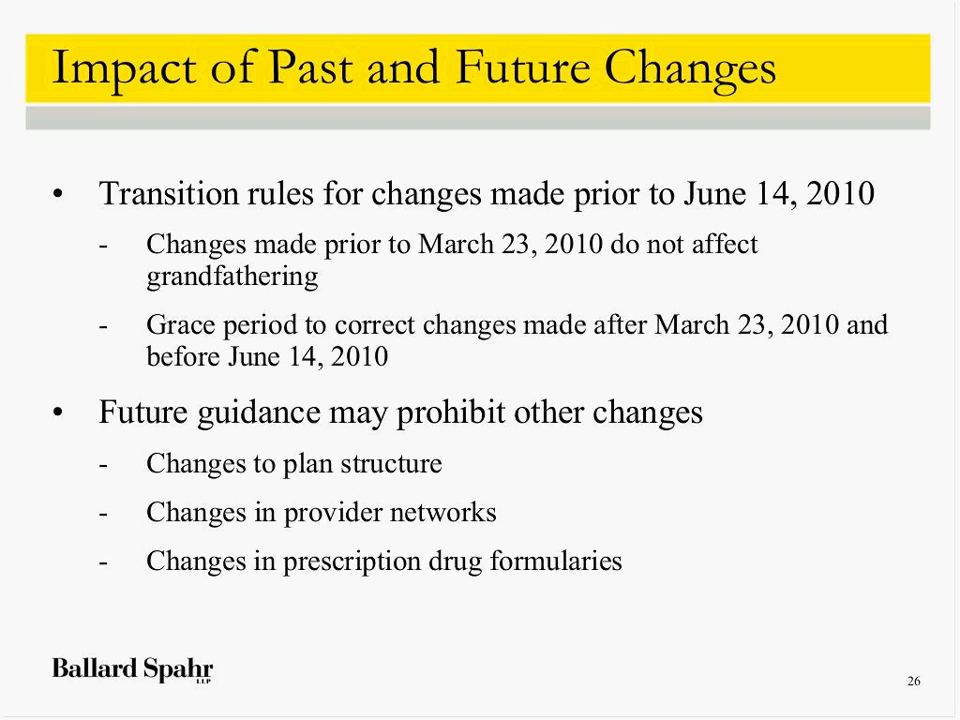 Impact of Past and Future Changes
• Transition rules for changes made prior to June 14, 2010
- Changes made prior to March 23, 2010 do not affect
grandfathering
- Grace period to correct changes made after March 23, 2010 and
before June 14, 2010
• Future guidance may prohibit other changes
- Changes to plan structure
- Changes in provider networks
- Changes in prescription drug formularies
Ballard Spahr
LLP
26